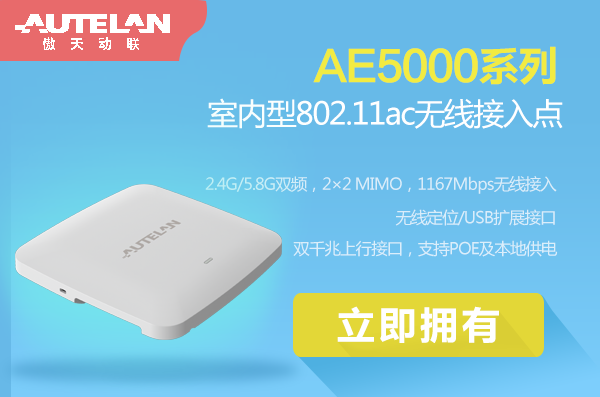 AUTELAN
傲天动联
AE5000系列
室内型802.11ac无线接入点
2.4G/5.8G双频，2×2 MIMO，1167Mbps无线接入
无线定位/USB扩展接口
双千兆上行接口，支持POE及本地供电
AUTELAN
立即拥有